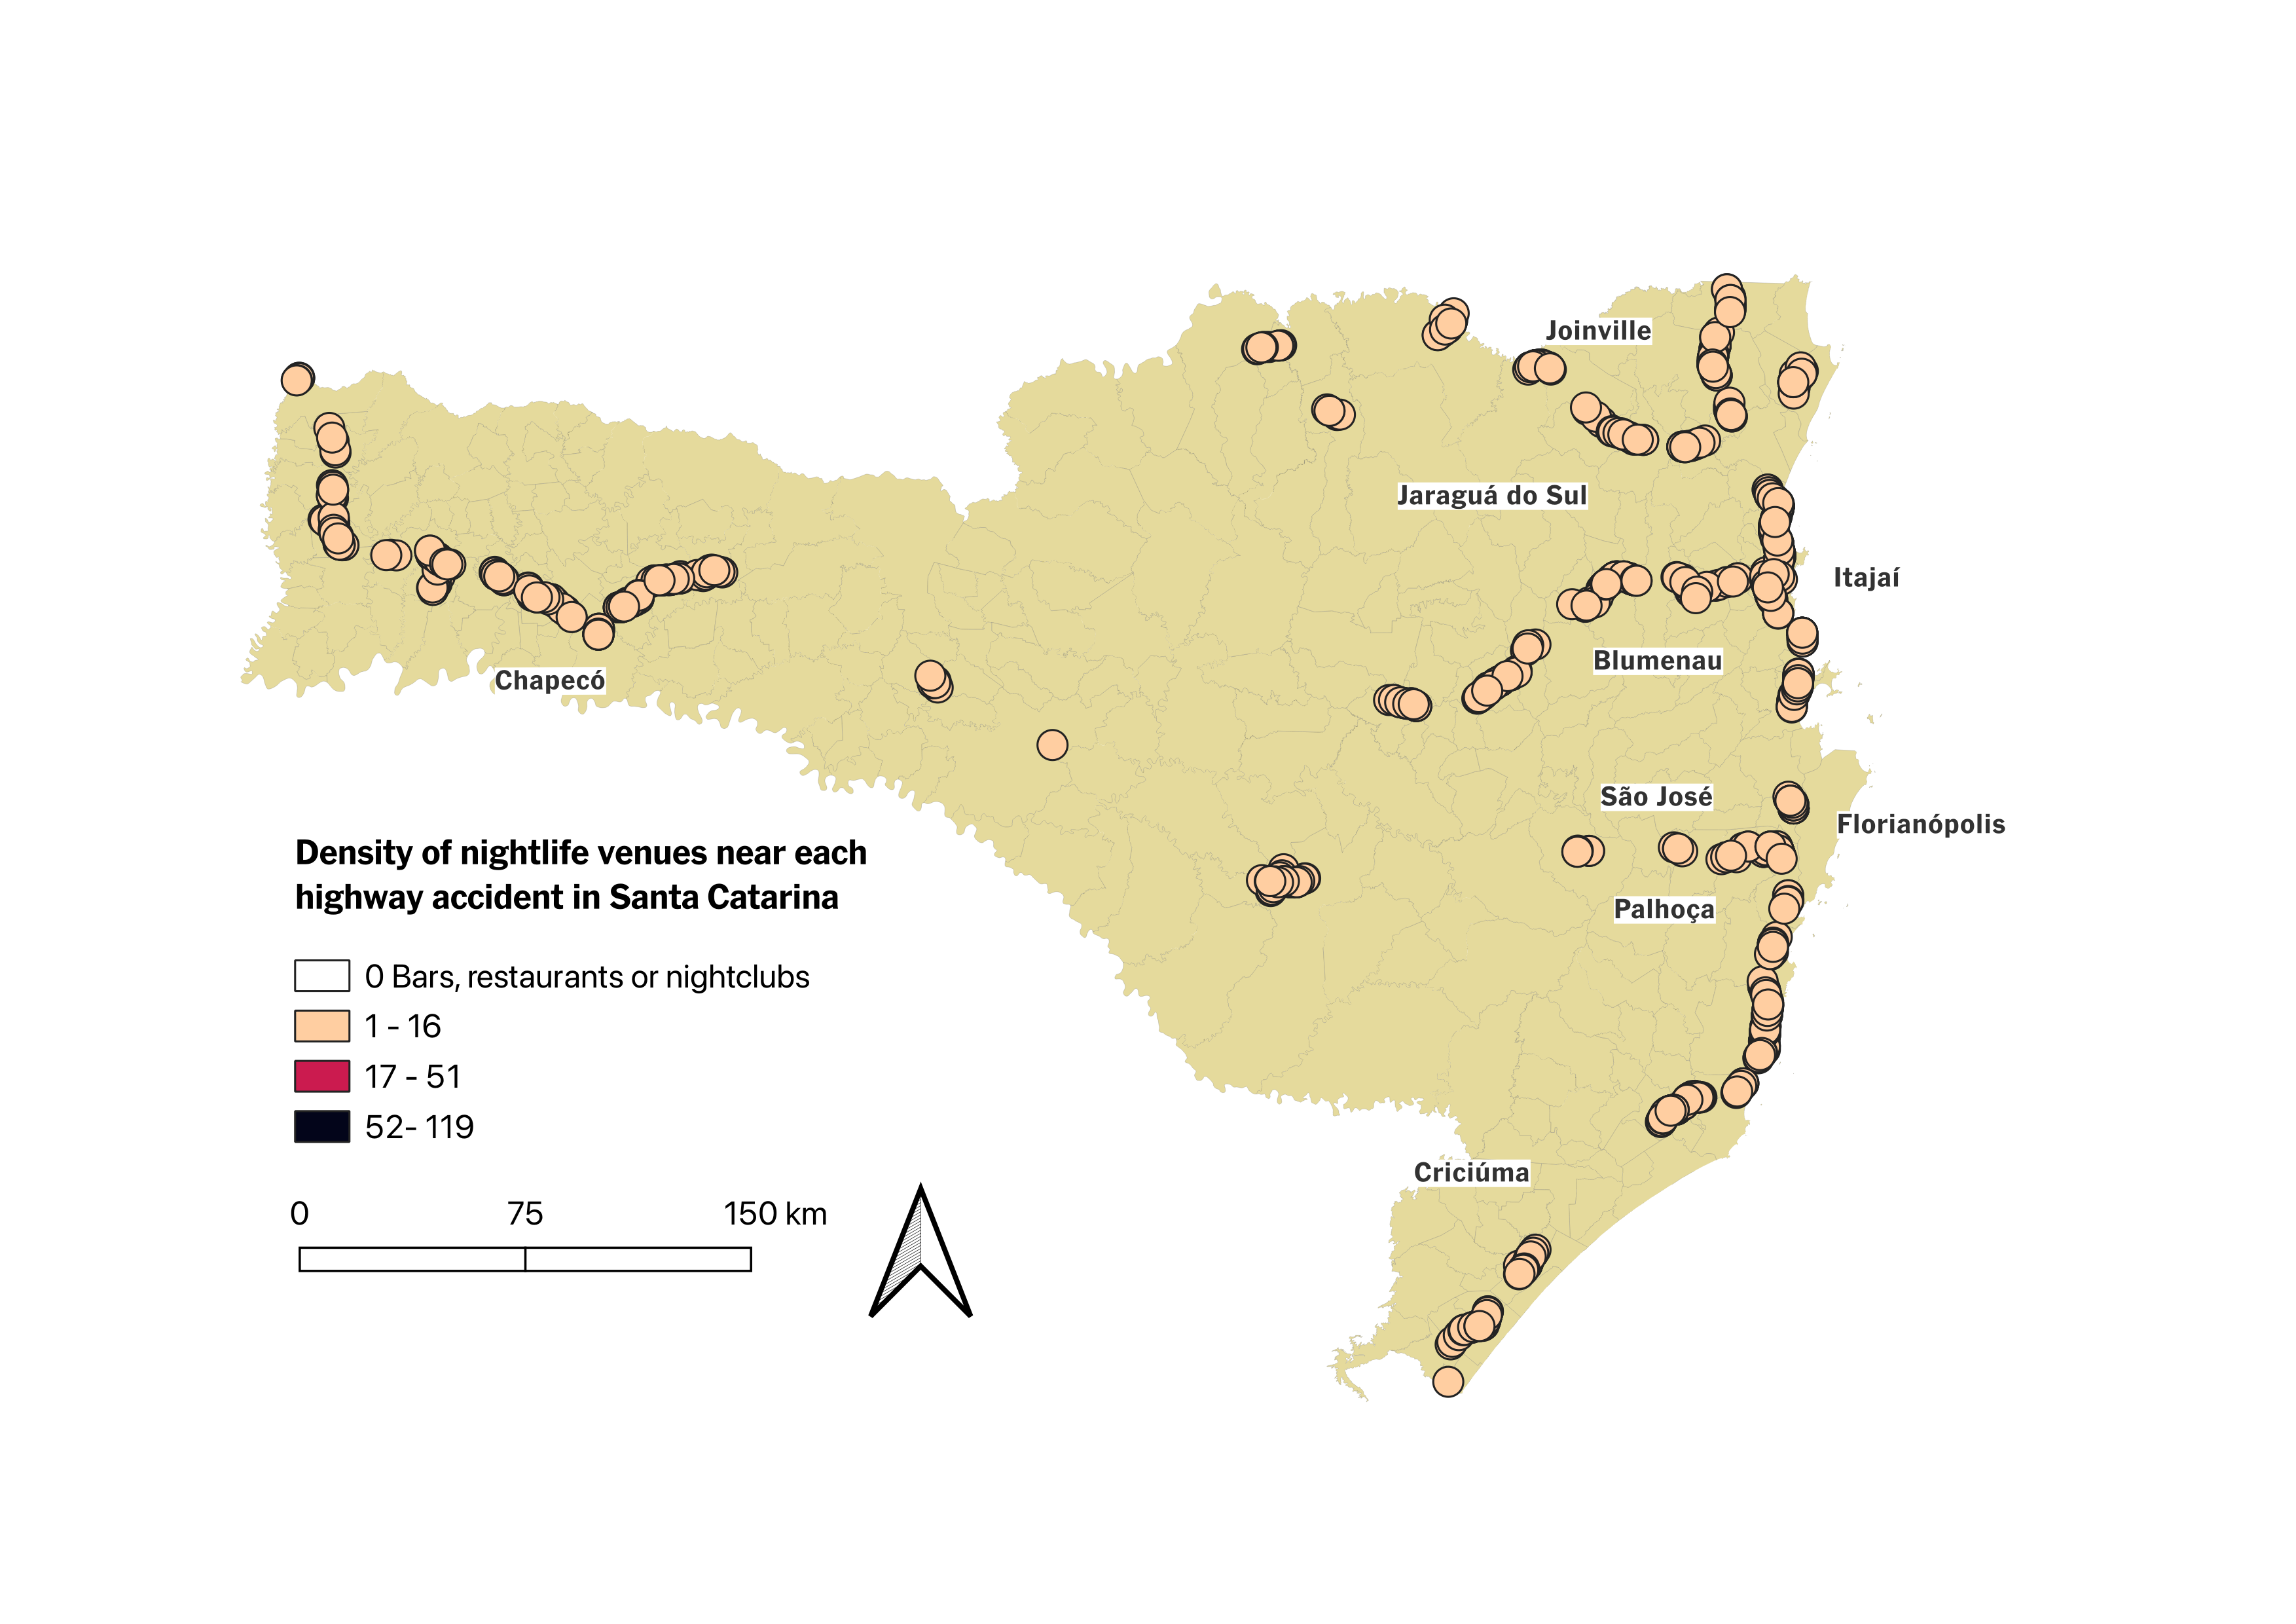 Joinville
Jaraguá do Sul
Itajaí
Blumenau
Chapecó
São José
Florianópolis
Palhoça
Criciúma
Density of nightlife venues near each
highway accident in Santa Catarina
0 Bars, restaurants or nightclubs
1 - 16
17 - 51
52- 119
0 75 150 km